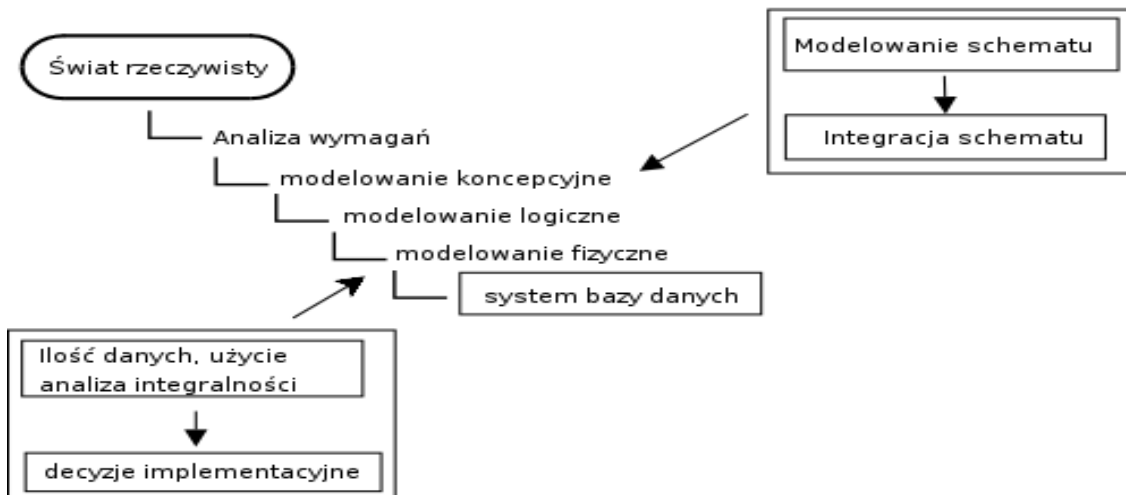 Świat rzeczywisty
Analiza wymagań
modelowanie koncepcyjne
modelowanie logiczne
modelowanie fizyczne
system bazy danych
Modelowanie schematu
Integracja schematu
Ilość danych, użycie
analiza integralności
decyzje implementacyjne